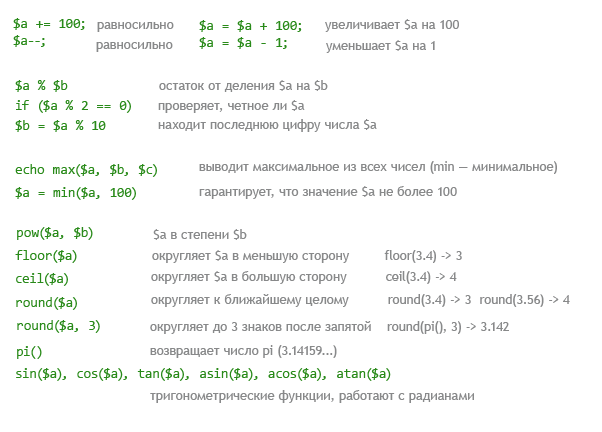 $a += 100; равносильно $a = $a + 100; увеличивает $a на 100
$a--; равносильно $a = $a - 1; уменьшает $a на 1
$a % $b остаток от деления $a на $b
if ($a % 2 == 0) проверяет, четное ли $a
$b = $a % 10 находит последнюю цифру числа $a
echo max($a, $b, $c) выводит максимальное из всех чисел (min — минимальное)
$a = min($a, 100) гарантирует, что значение $a не более 100
pow($a, $b) $a в степени $b
floor($a) округляет $a в меньшую сторону floor(3.4) -> 3
ceil($a) округляет $a в большую сторону ceil(3.4) -> 4
round($a) округляет к ближайшему целому round(3.4) -> 3 round(3.56) -> 4
round($a, 3) округляет до 3 знаков после запятой round(pi(), 3) -> 3.142
pi() возвращает число pi (3.14159...)
sin($a), cos($a), tan($a), asin($a), acos($a), atan($a)
тригонометрические функции, работают с радианами